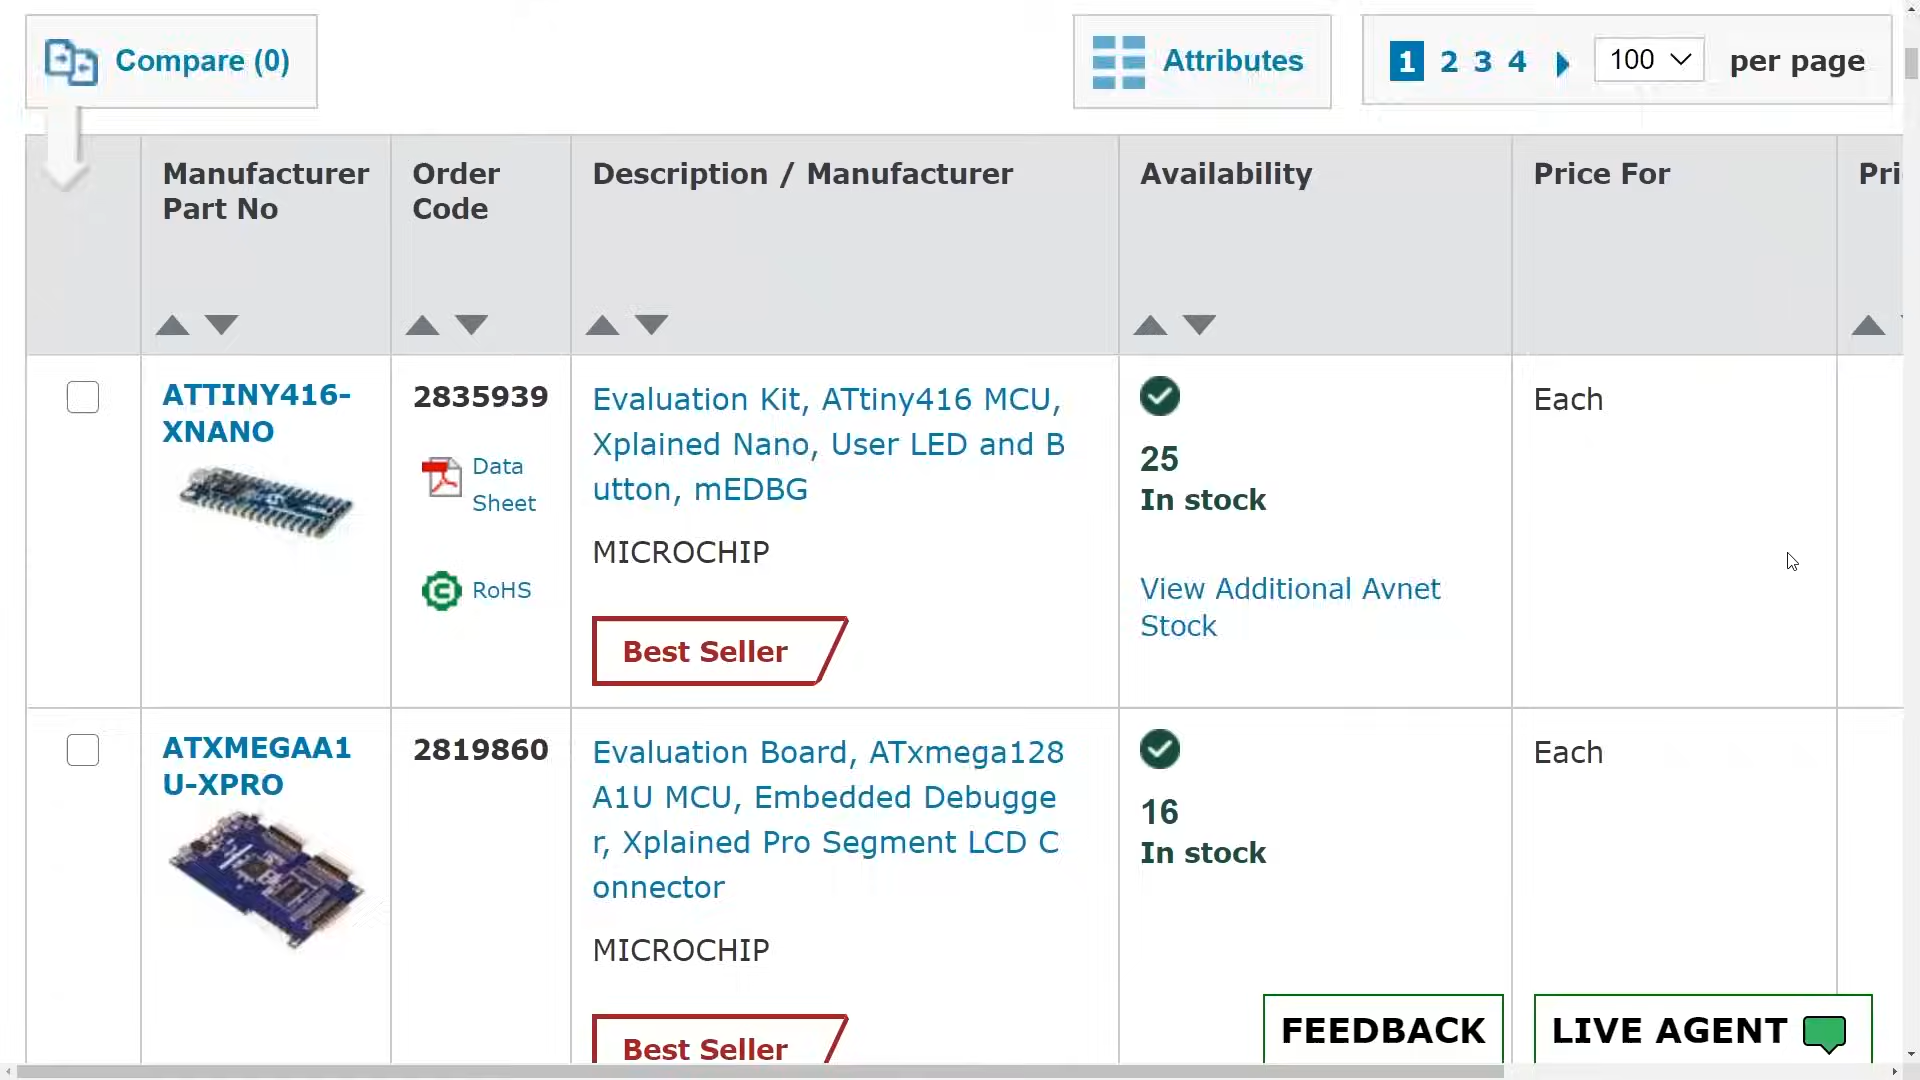 Compare (0)
Attributes
1 2 3 4 100 per page
Manufacturer
Part No
Order
Code
Description / Manufacturer
Availability
Price For
Pri
ATTINY416-
XNANO
2835939
Data
Sheet
RoHS
Evaluation Kit, ATtiny416 MCU,
Xplained Nano, User LED and B
utton, mEDBG
MICROCHIP
Best Seller
25
In stock
View Additional Avnet
Stock
Each
ATXMEGAA1
U-XPRO
2819860
Evaluation Board, ATxmega128
A1U MCU, Embedded Debugge
r, Xplained Pro Segment LCD C
onnector
MICROCHIP
Best Seller
16
In stock
Each
FEEDBACK
LIVE AGENT